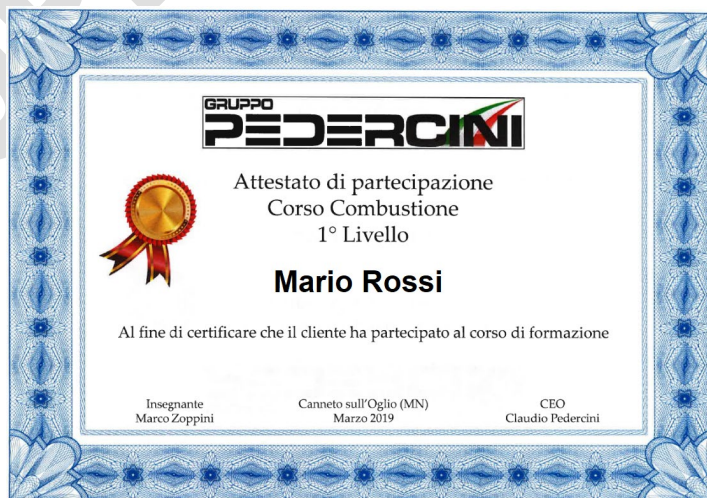 GRUPPO
PEDERCINI
Attestato di partecipazione
Corso Combustione
1° Livello
Mario Rossi
Al fine di certificare che il cliente ha partecipato al corso di formazione
Insegnante
Marco Zoppini
Canneto sull'Oglio (MN)
Marzo 2019
CEO
Claudio Pedercini